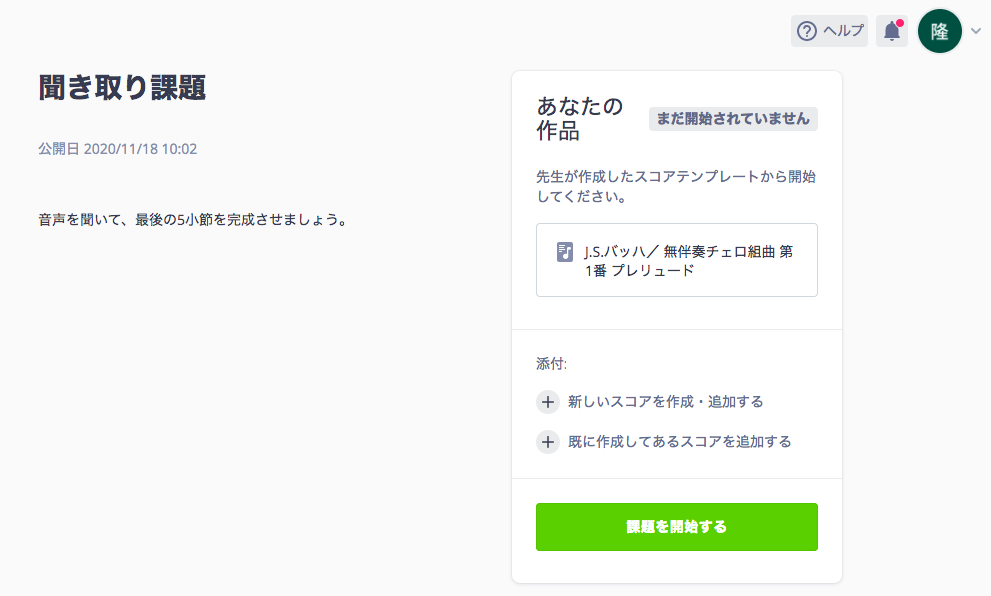 ヘルプ
隆
聞き取り課題
公開日 2020/11/18 10:02
音声を聞いて、最後の5小節を完成させましょう。
あなたの
作品
まだ開始されていません
先生が作成したスコアテンプレートから開始
してください。
J.S.バッハ／ 無伴奏チェロ組曲 第
1番 プレリュード
添付:
新しいスコアを作成・追加する
既に作成してあるスコアを追加する
課題を開始する